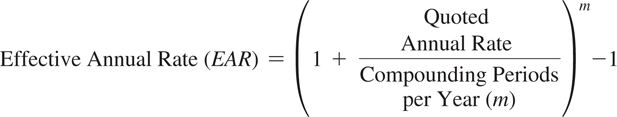 Effective Annual Rate (EAR) = ( 1 + Quoted Annual Rate / Compounding Periods per Year (m) )^m −1